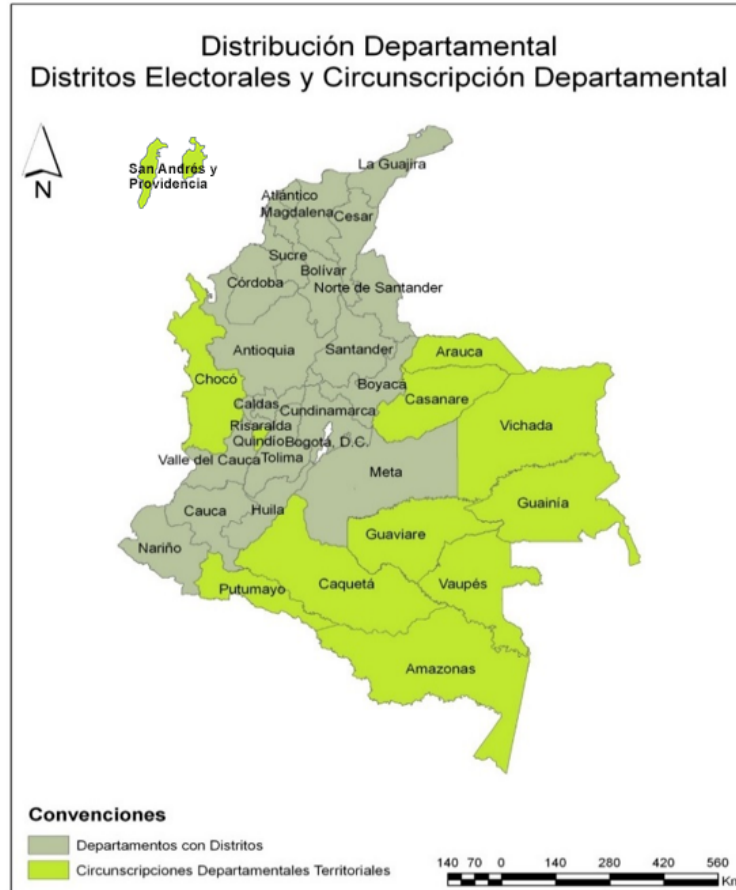 Distribución Departamental
Distritos Electorales y Circunscripción Departamental
N
San Andrés y
Providencia
La Guajira
Atlántico
Magdalena
Cesar
Sucre
Bolívar
Córdoba
Norte de Santander
Antioquia
Santander
Arauca
Chocó
Boyaca
Casanare
Caldas
Cundinamarca
Risaralda
Vichada
Quindio
Bogotá, D.C.
Valle del Cauca
Tolima
Meta
Guainía
Cauca
Huila
Guaviare
Nariño
Caquetá
Vaupés
Putumayo
Amazonas
Convenciones
Departamentos con Distritos
Circunscripciones Departamentales Territoriales
140 70 0 140 280 420 560
Km